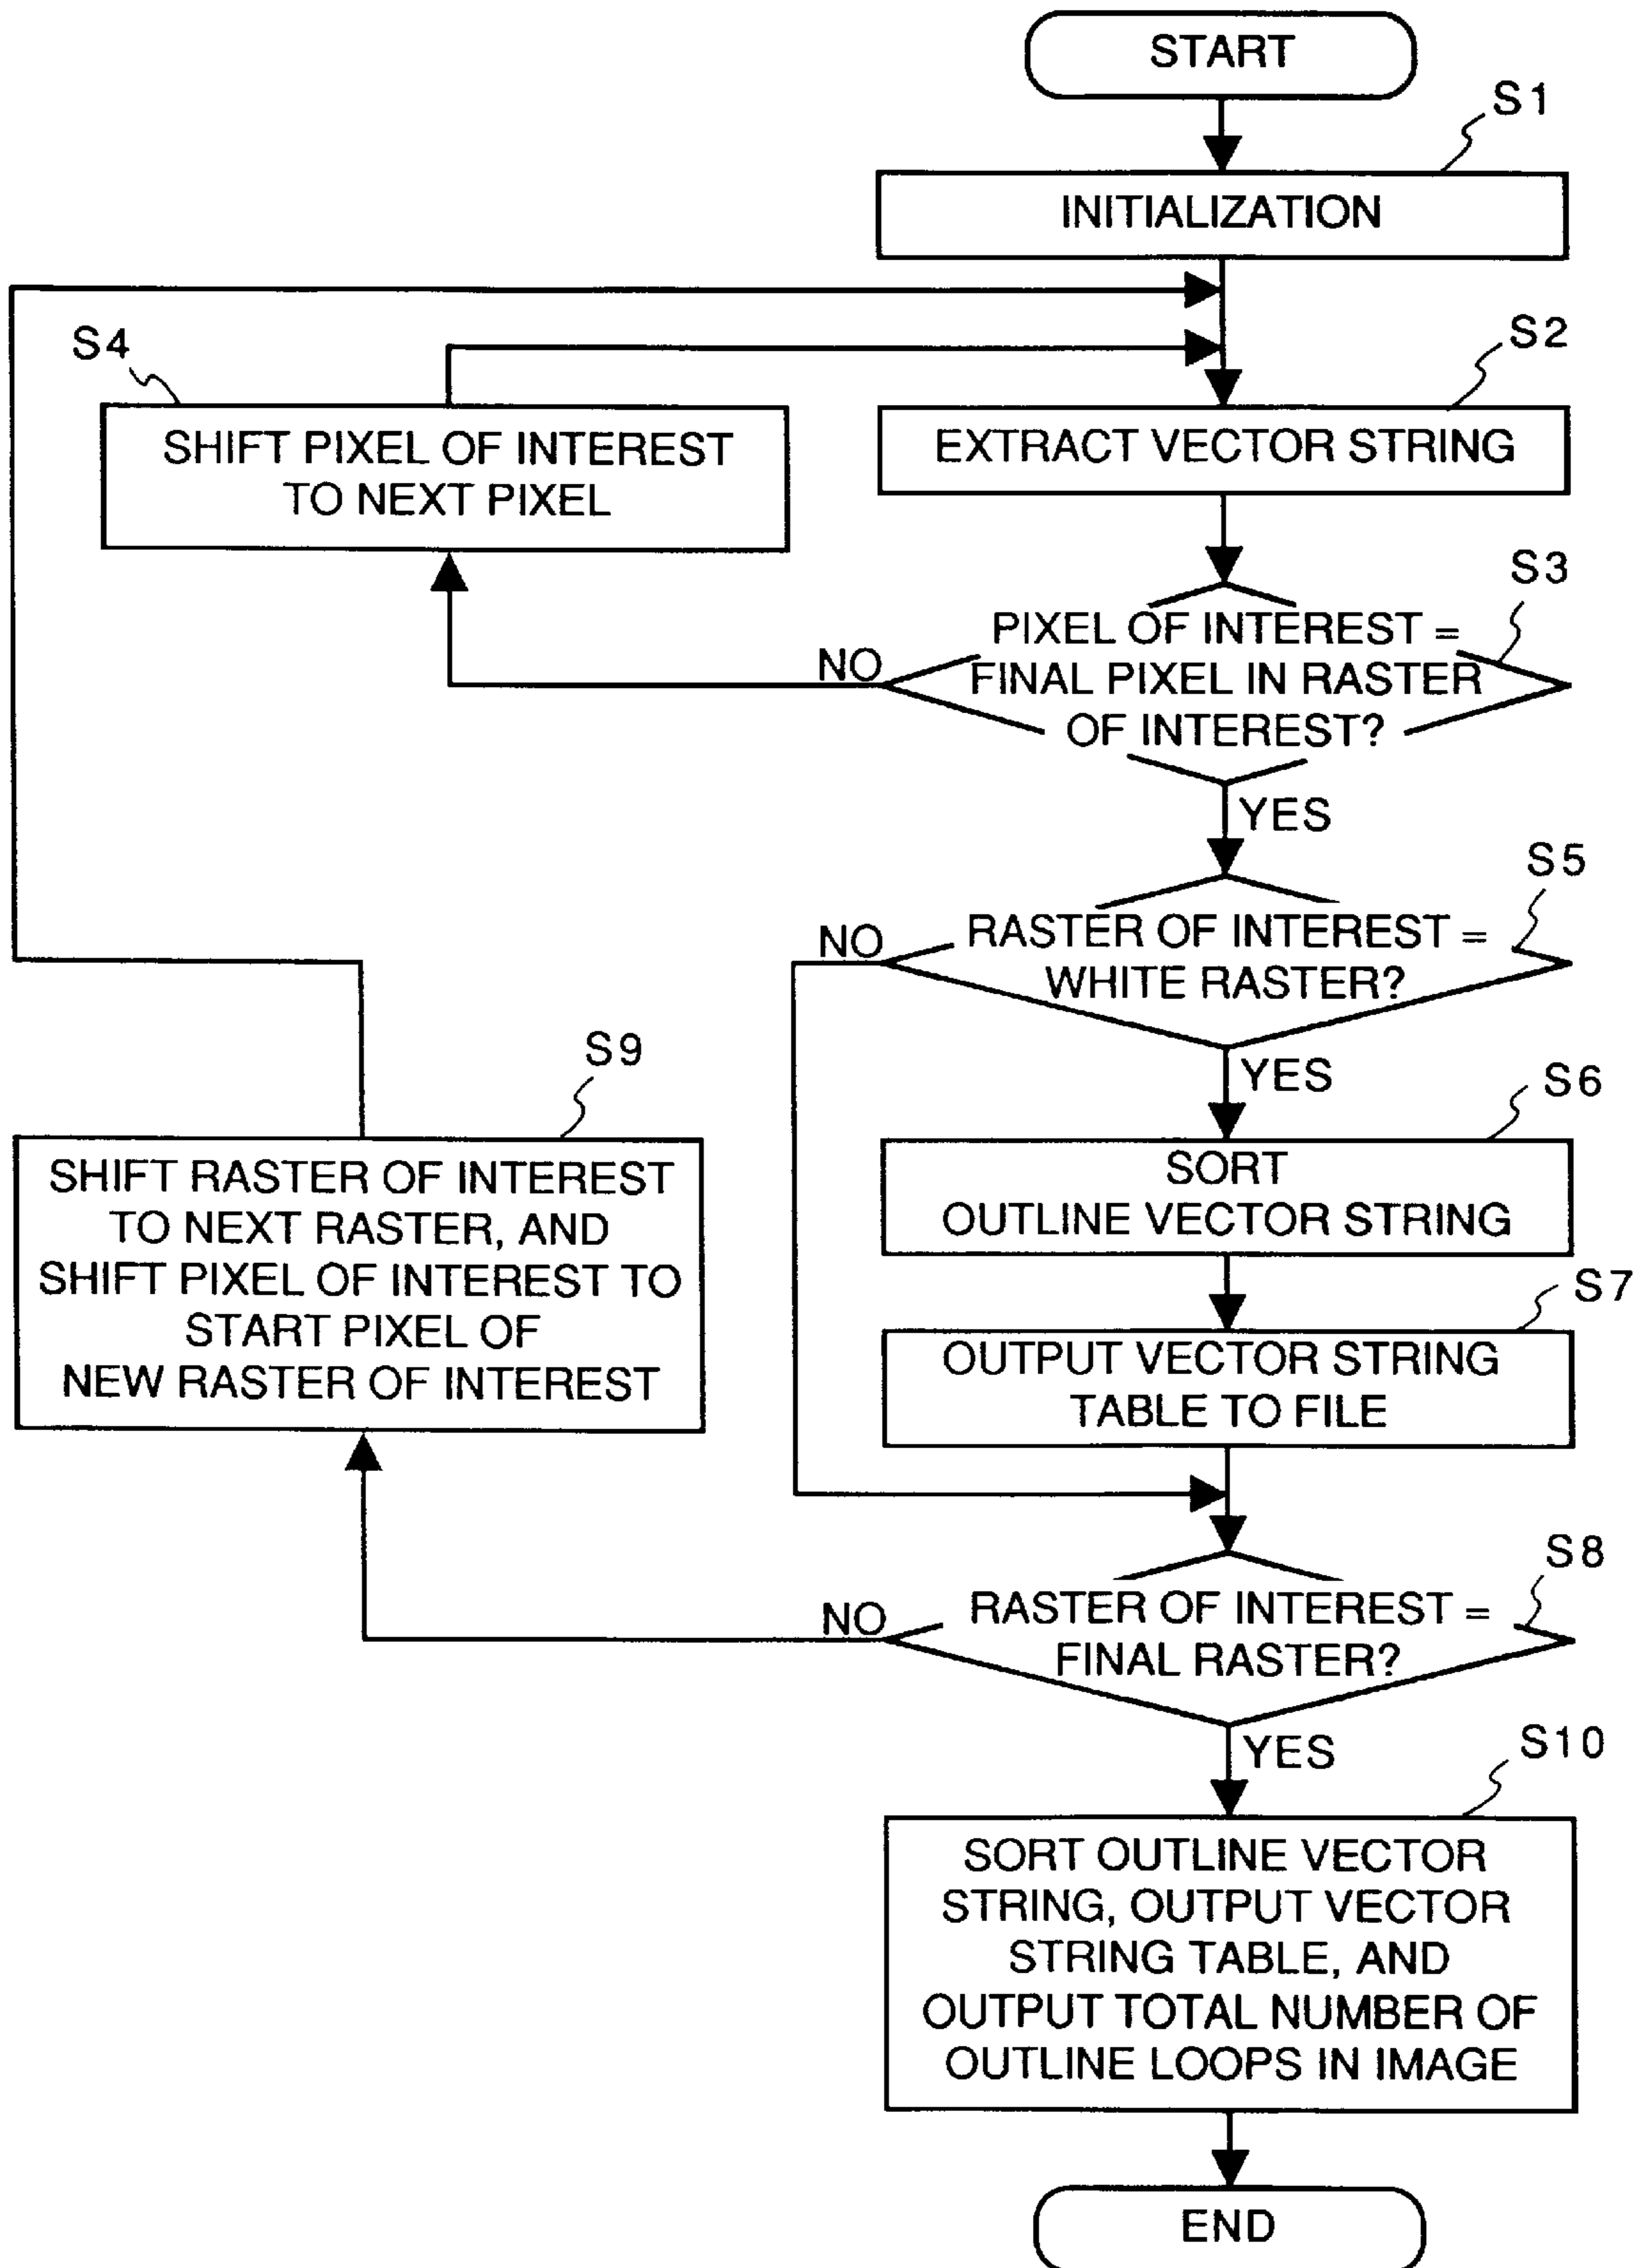 START
S1
INITIALIZATION
S4
S2
SHIFT PIXEL OF INTEREST
TO NEXT PIXEL
EXTRACT VECTOR STRING
S3
PIXEL OF INTEREST =
FINAL PIXEL IN RASTER
OF INTEREST?
NO
YES
S5
RASTER OF INTEREST =
WHITE RASTER?
NO
YES
S9
S6
SHIFT RASTER OF INTEREST
TO NEXT RASTER, AND
SHIFT PIXEL OF INTEREST TO
START PIXEL OF
NEW RASTER OF INTEREST
SORT
OUTLINE VECTOR STRING
S7
OUTPUT VECTOR STRING
TABLE TO FILE
S8
RASTER OF INTEREST =
FINAL RASTER?
NO
YES
S10
SORT OUTLINE VECTOR
STRING, OUTPUT VECTOR
STRING TABLE, AND
OUTPUT TOTAL NUMBER OF
OUTLINE LOOPS IN IMAGE
END